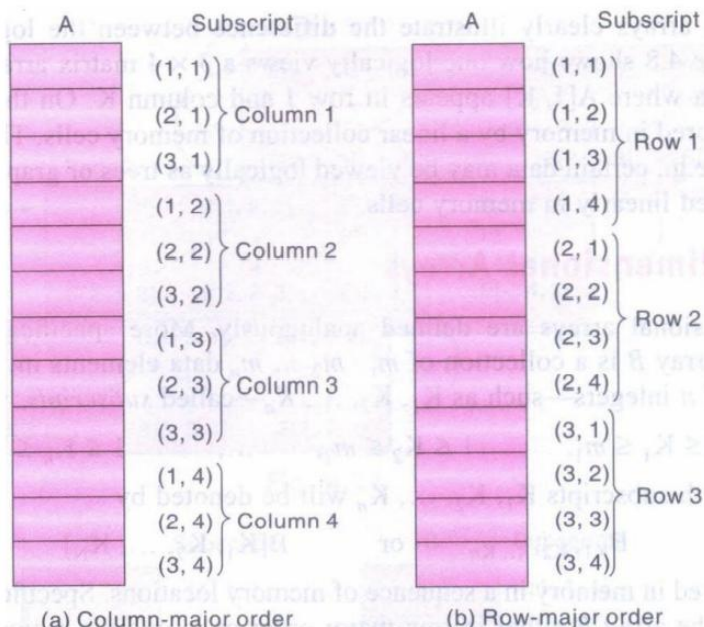 A Subscript
(1, 1)
(2, 1) Column 1
(3, 1)
(1, 2)
(2, 2) Column 2
(3, 2)
(1, 3)
(2, 3) Column 3
(3, 3)
(1, 4)
(2, 4) Column 4
(3, 4)
(a) Column-major order
A Subscript
(1, 1)
(1, 2)
Row 1
(1, 3)
(1, 4)
(2, 1)
(2, 2)
Row 2
(2, 3)
(2, 4)
(3, 1)
(3, 2)
Row 3
(3, 3)
(3, 4)
(b) Row-major order